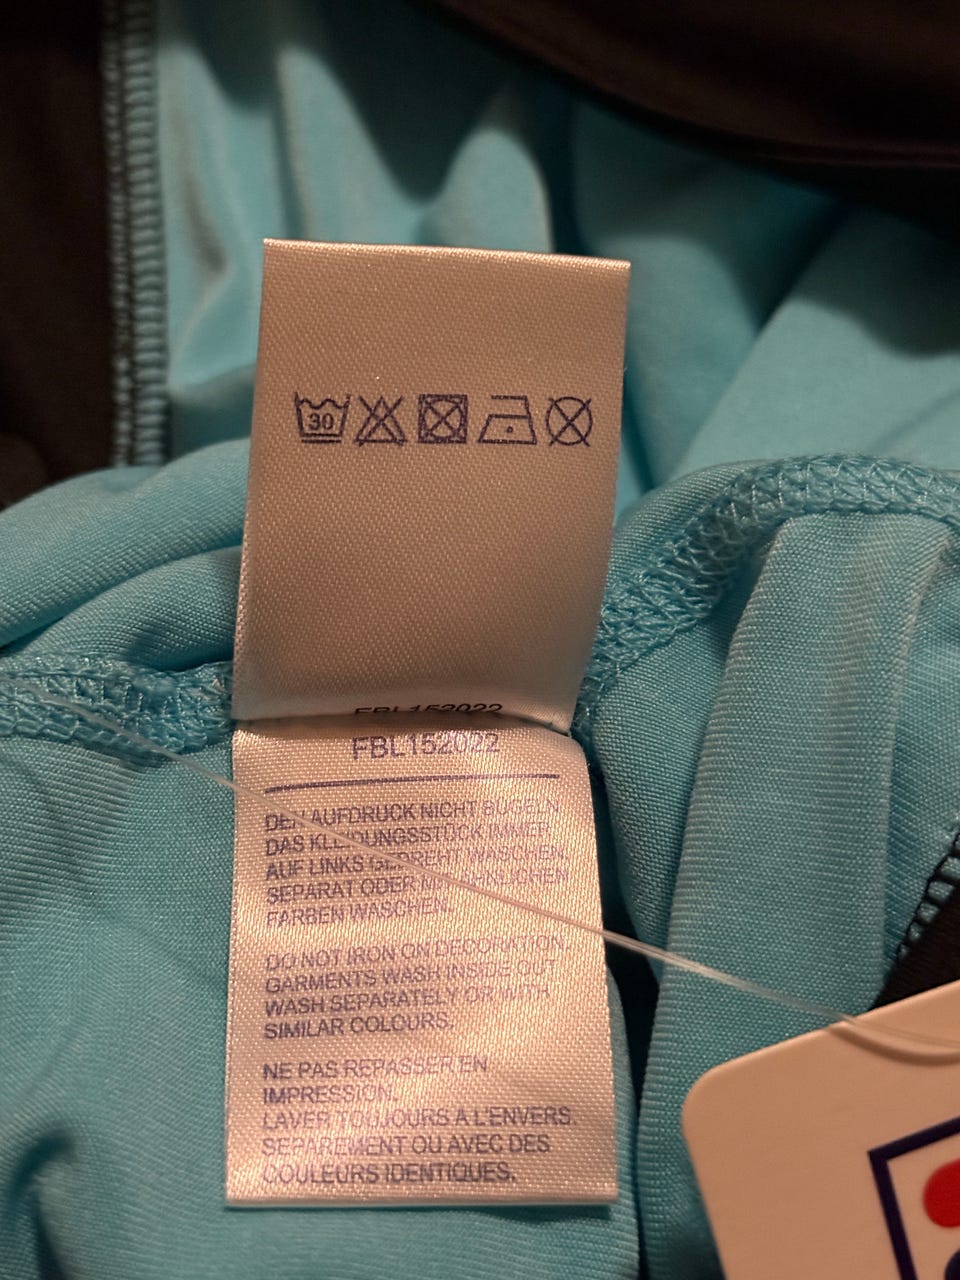 30
FBL152022
FBL152022
DEN AUFDRUCK NICHT BÜGELN.
DAS KLEIDUNGSSTÜCK IMMER
AUF LINKS GEDREHT WASCHEN.
SEPARAT ODER MIT ÄHNLICHEN
FARBEN WASCHEN.
DO NOT IRON ON DECORATION.
GARMENTS WASH INSIDE OUT
WASH SEPARATELY OR WITH
SIMILAR COLOURS.
NE PAS REPASSER EN
IMPRESSION.
LAVER TOUJOURS A L'ENVERS.
SEPAREMENT OU AVEC DES
COULEURS IDENTIQUES.